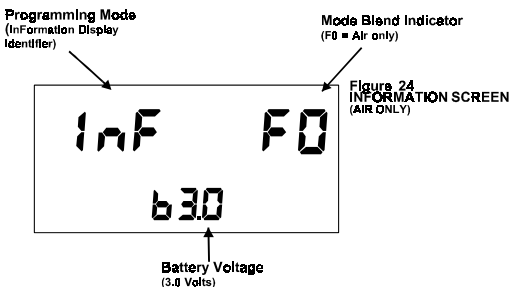 Programming Mode
(InFormation Display
Identifier)
Mode Blend Indicator
(F0 = Air only)
Figure 24
INFORMATION SCREEN
(AIR ONLY)
InF F0
b 3.0
Battery Voltage
(3.0 Volts)